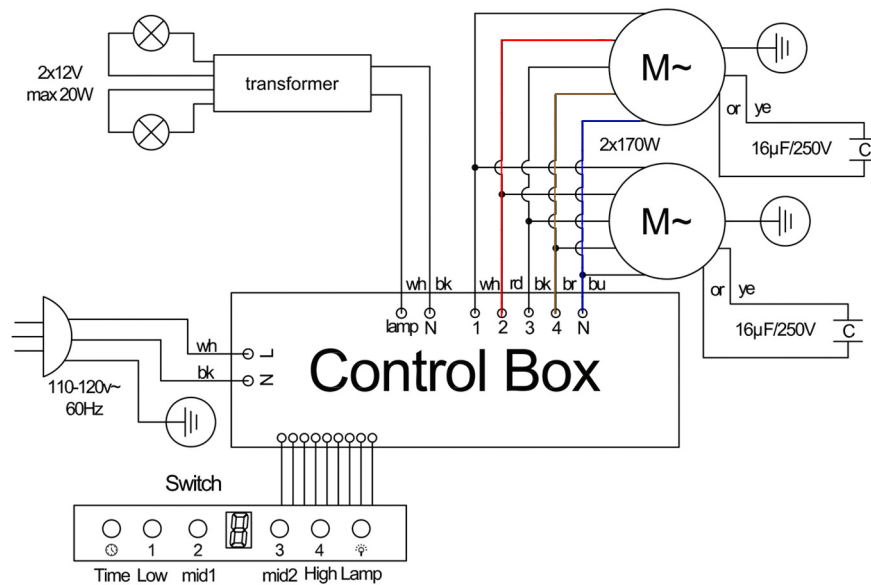 2x12V
max 20W
transformer
M~
or ye
16µF/250V
C
2x170W
M~
or ye
16µF/250V
C
wh bk wh rd bk br bu
lamp N 1 2 3 4 N
Control Box
wh L
bk N
110-120v~
60Hz
Switch
8
1 2 3 4
Time Low mid1 mid2 High Lamp